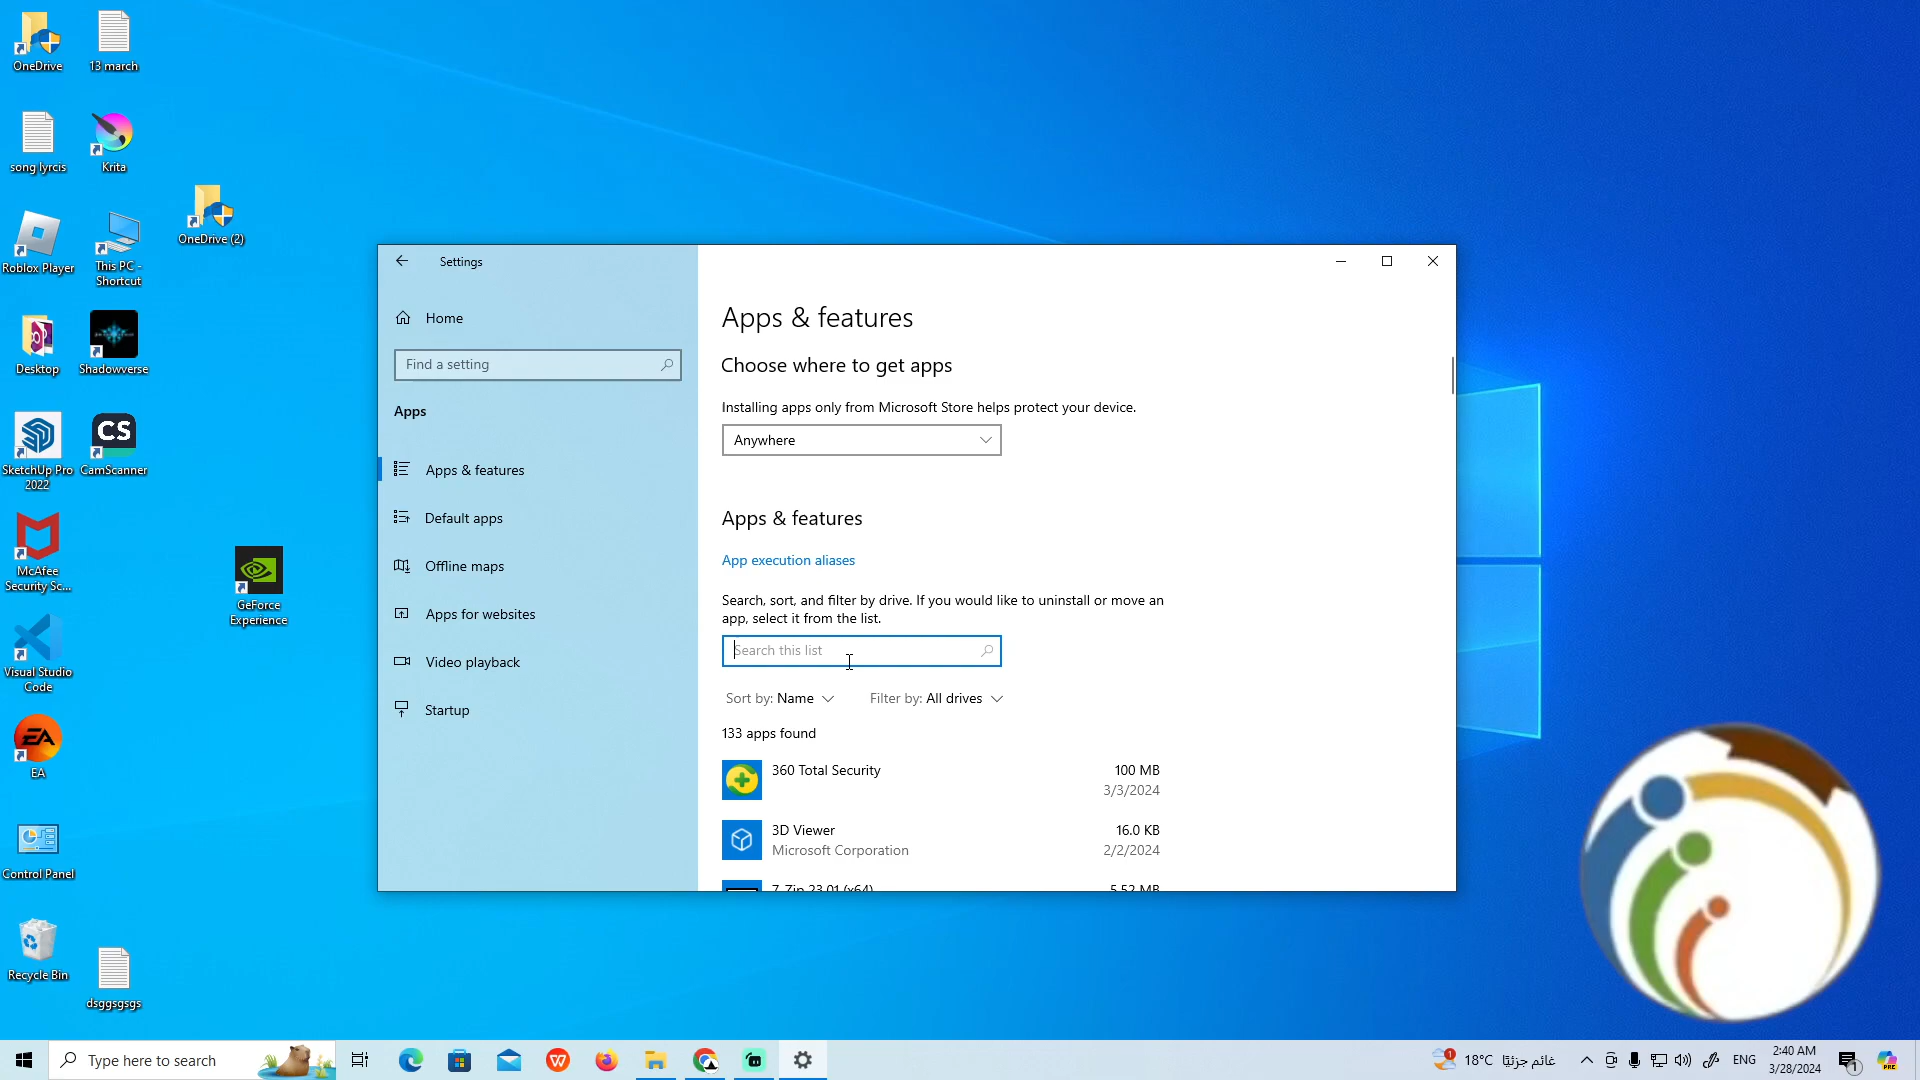 OneDrive
13 march
song lyrcis
Krita
OneDrive (2)
Roblox Player
This PC -
Shortcut
Desktop
Shadowverse
SketchUp Pro
2022
CS
CamScanner
McAfee
Security Sc...
GeForce
Experience
Visual Studio
Code
EA
EA
Control Panel
Recycle Bin
dsggsgsgs
Settings
Home
Find a setting
Apps
Apps & features
Default apps
Offline maps
Apps for websites
Video playback
Startup
Apps & features
Choose where to get apps
Installing apps only from Microsoft Store helps protect your device.
Anywhere
Apps & features
App execution aliases
Search, sort, and filter by drive. If you would like to uninstall or move an
app, select it from the list.
Search this list
Sort by: Name
Filter by: All drives
133 apps found
360 Total Security
100 MB
3/3/2024
3D Viewer
16.0 KB
Microsoft Corporation
2/2/2024
7-Zip 23.01 (x64)
5.52 MB
Type here to search
1
18°C
غائم جزئيًا
ENG
2:40 AM
3/28/2024
1
PRE